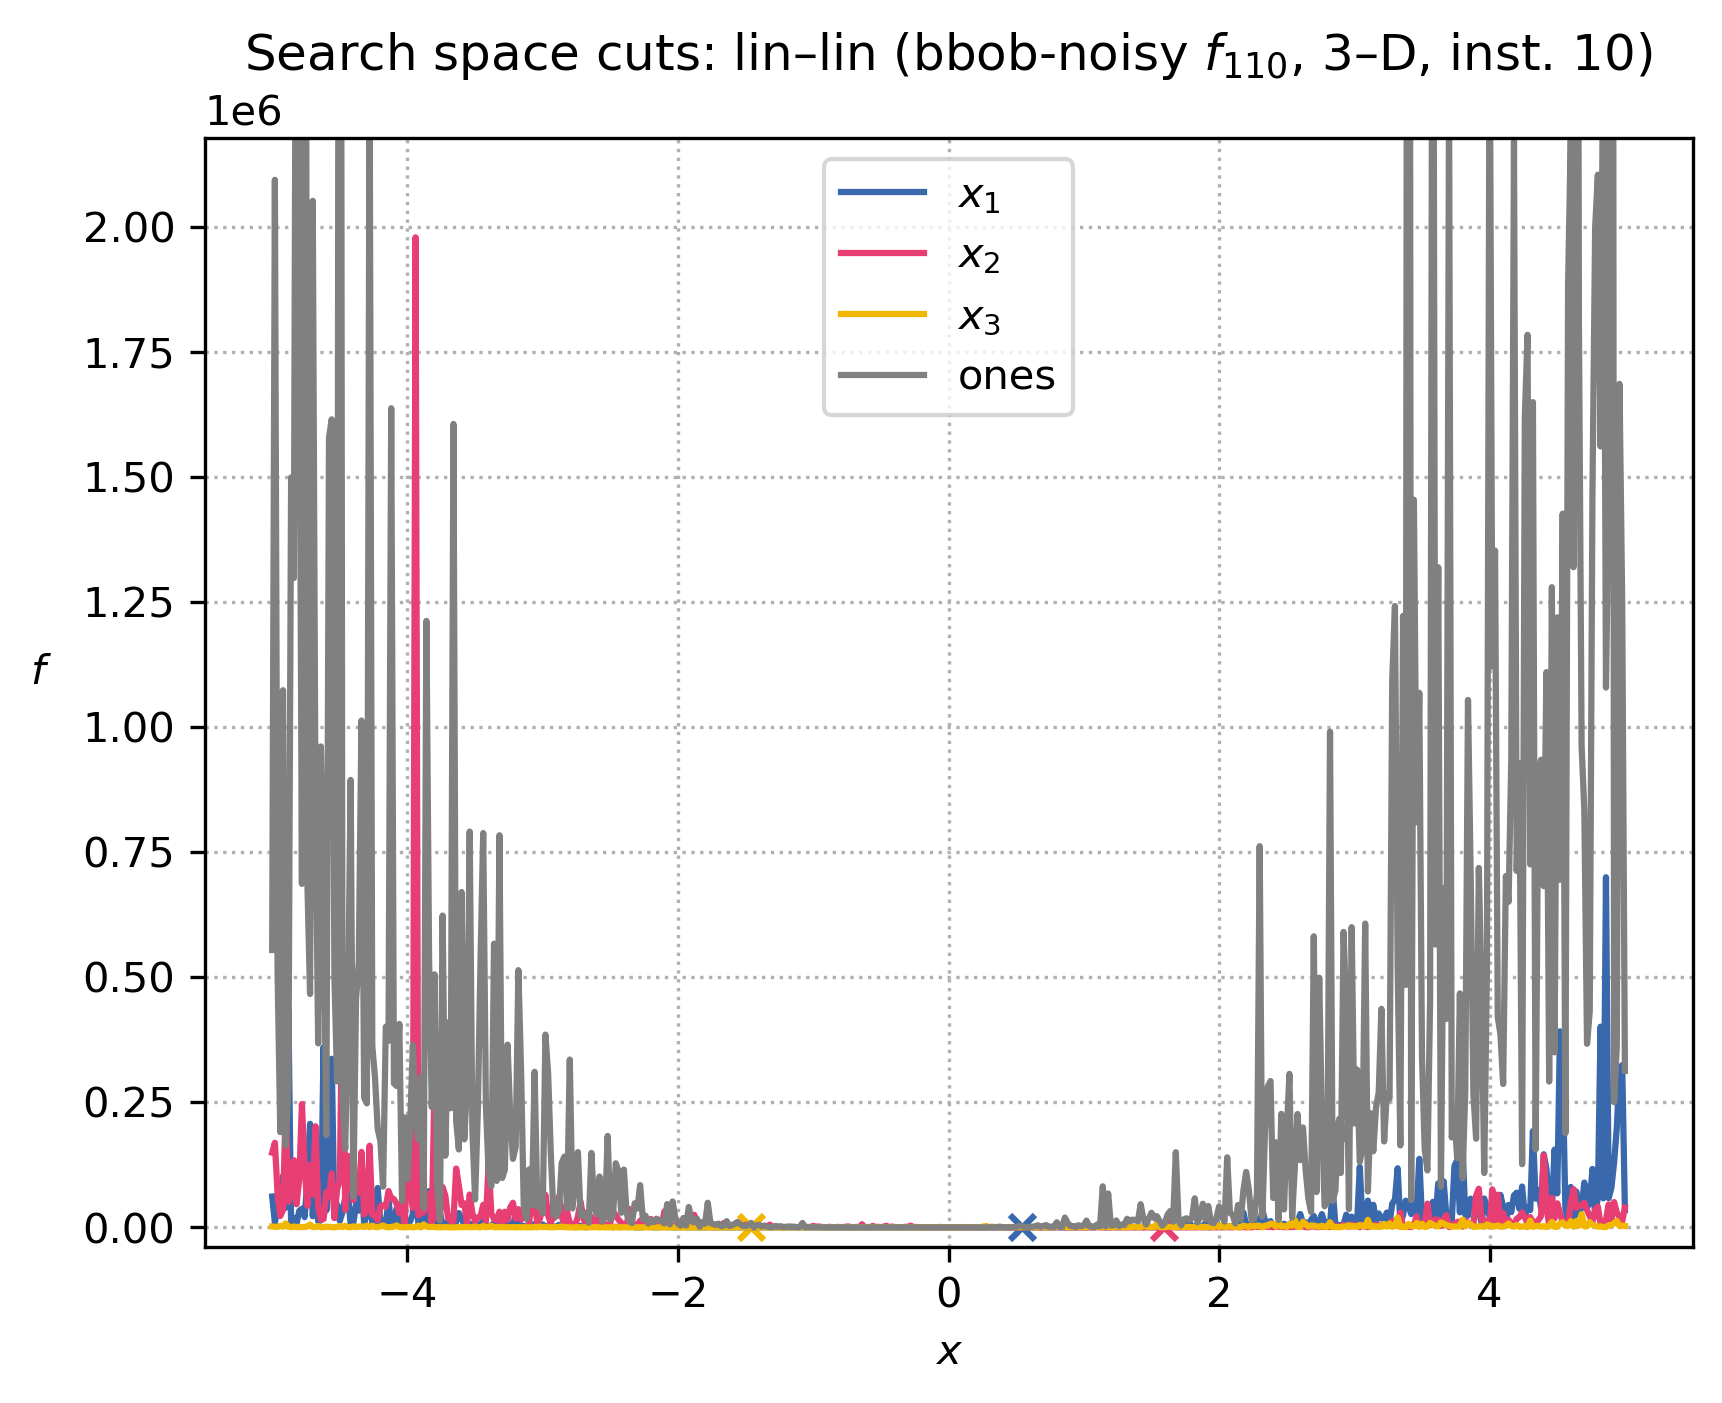 Search space cuts: lin–lin (bbob-noisy f₁₁₀, 3–D, inst. 10)
1e6
x₁
x₂
x₃
ones
2.00
1.75
1.50
1.25
1.00
0.75
0.50
0.25
0.00
f
−4
−2
0
2
4
x